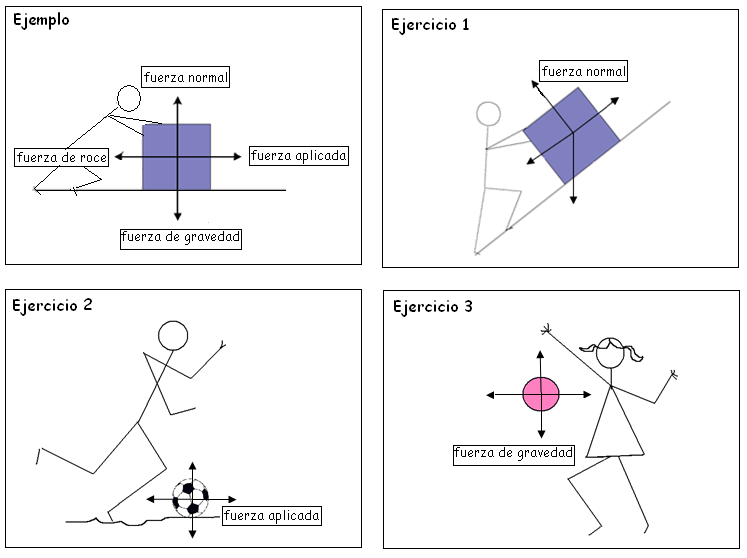 Ejemplo
fuerza normal
fuerza de roce
fuerza aplicada
fuerza de gravedad
Ejercicio 1
fuerza normal
Ejercicio 2
fuerza aplicada
Ejercicio 3
fuerza de gravedad